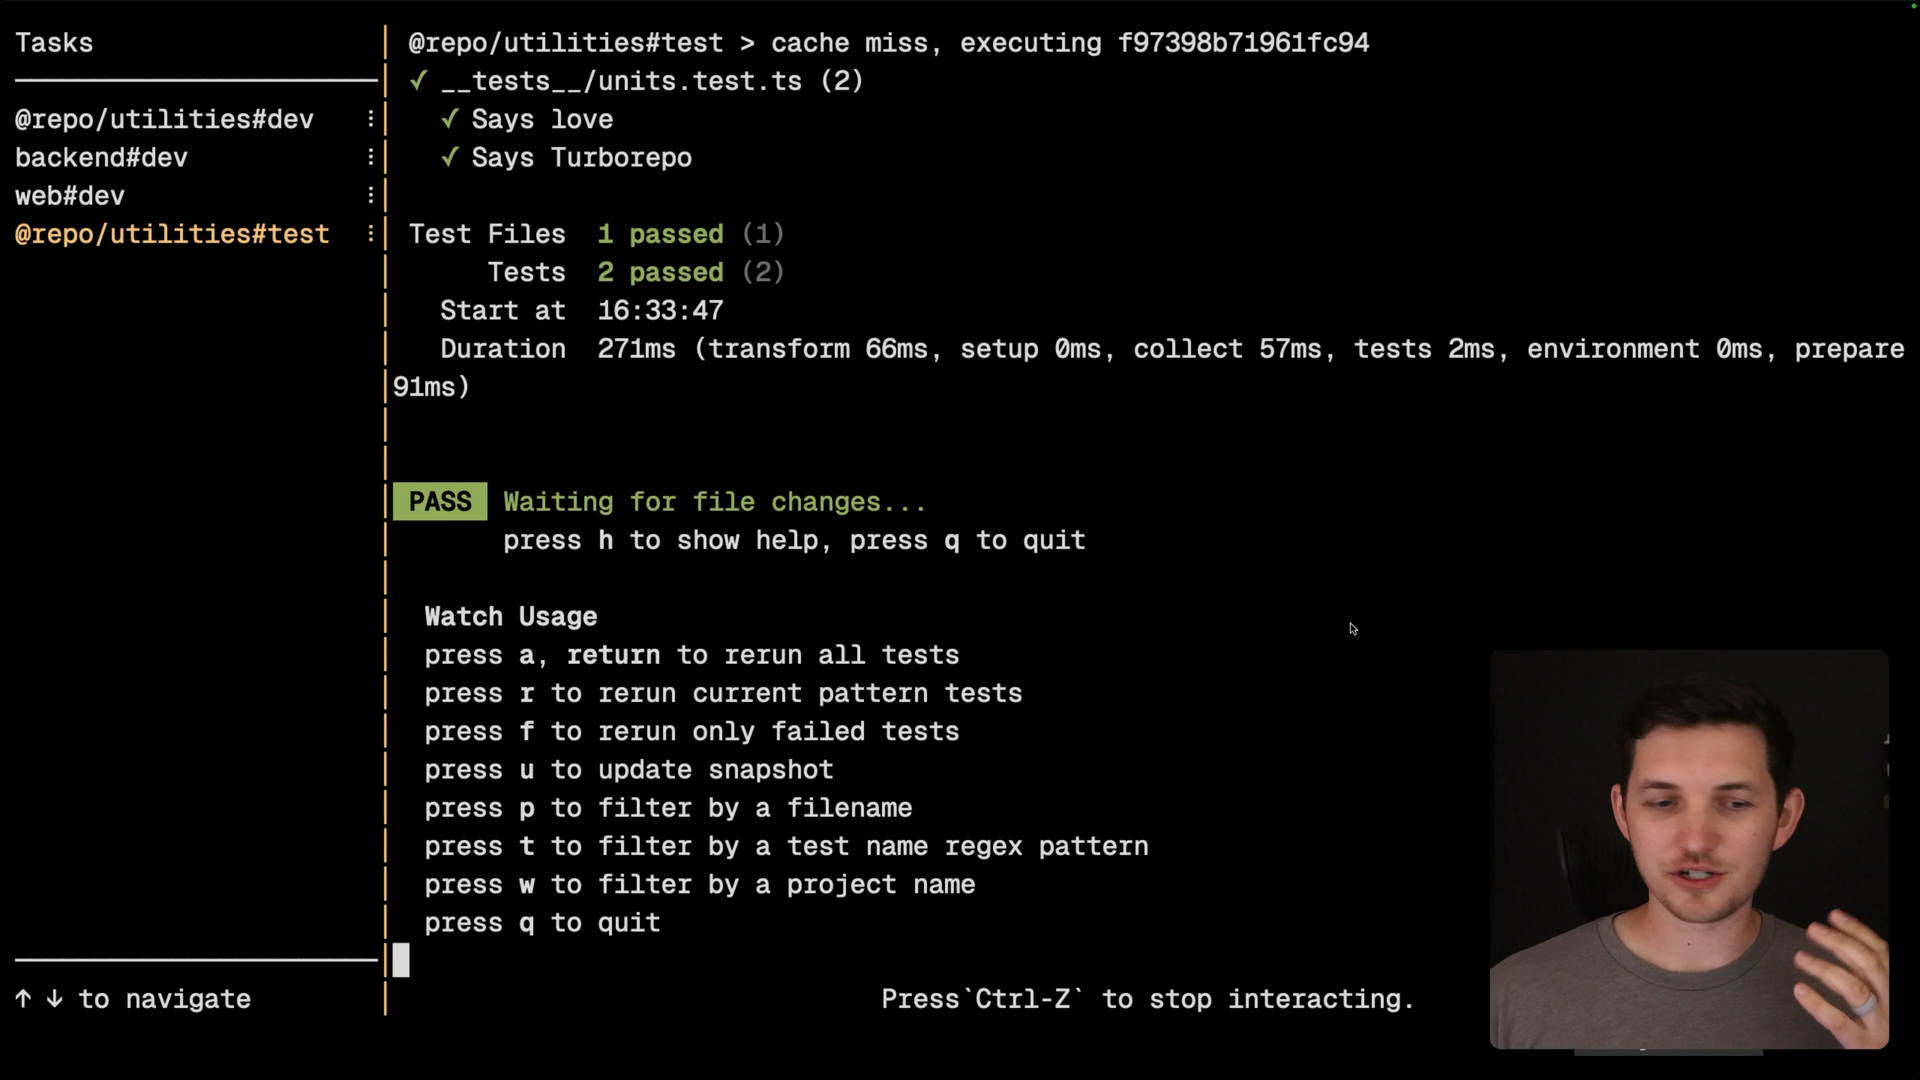 Tasks
@repo/utilities#dev
backend#dev
web#dev
@repo/utilities#test
↑ ↓ to navigate
@repo/utilities#test > cache miss, executing f97398b71961fc94
✓ __tests__/units.test.ts (2)
✓ Says love
✓ Says Turborepo
Test Files 1 passed (1)
Tests 2 passed (2)
Start at 16:33:47
Duration 271ms (transform 66ms, setup 0ms, collect 57ms, tests 2ms, environment 0ms, prepare
91ms)
PASS Waiting for file changes...
press h to show help, press q to quit
Watch Usage
press a, return to rerun all tests
press r to rerun current pattern tests
press f to rerun only failed tests
press u to update snapshot
press p to filter by a filename
press t to filter by a test name regex pattern
press w to filter by a project name
press q to quit
Press`Ctrl-Z` to stop interacting.